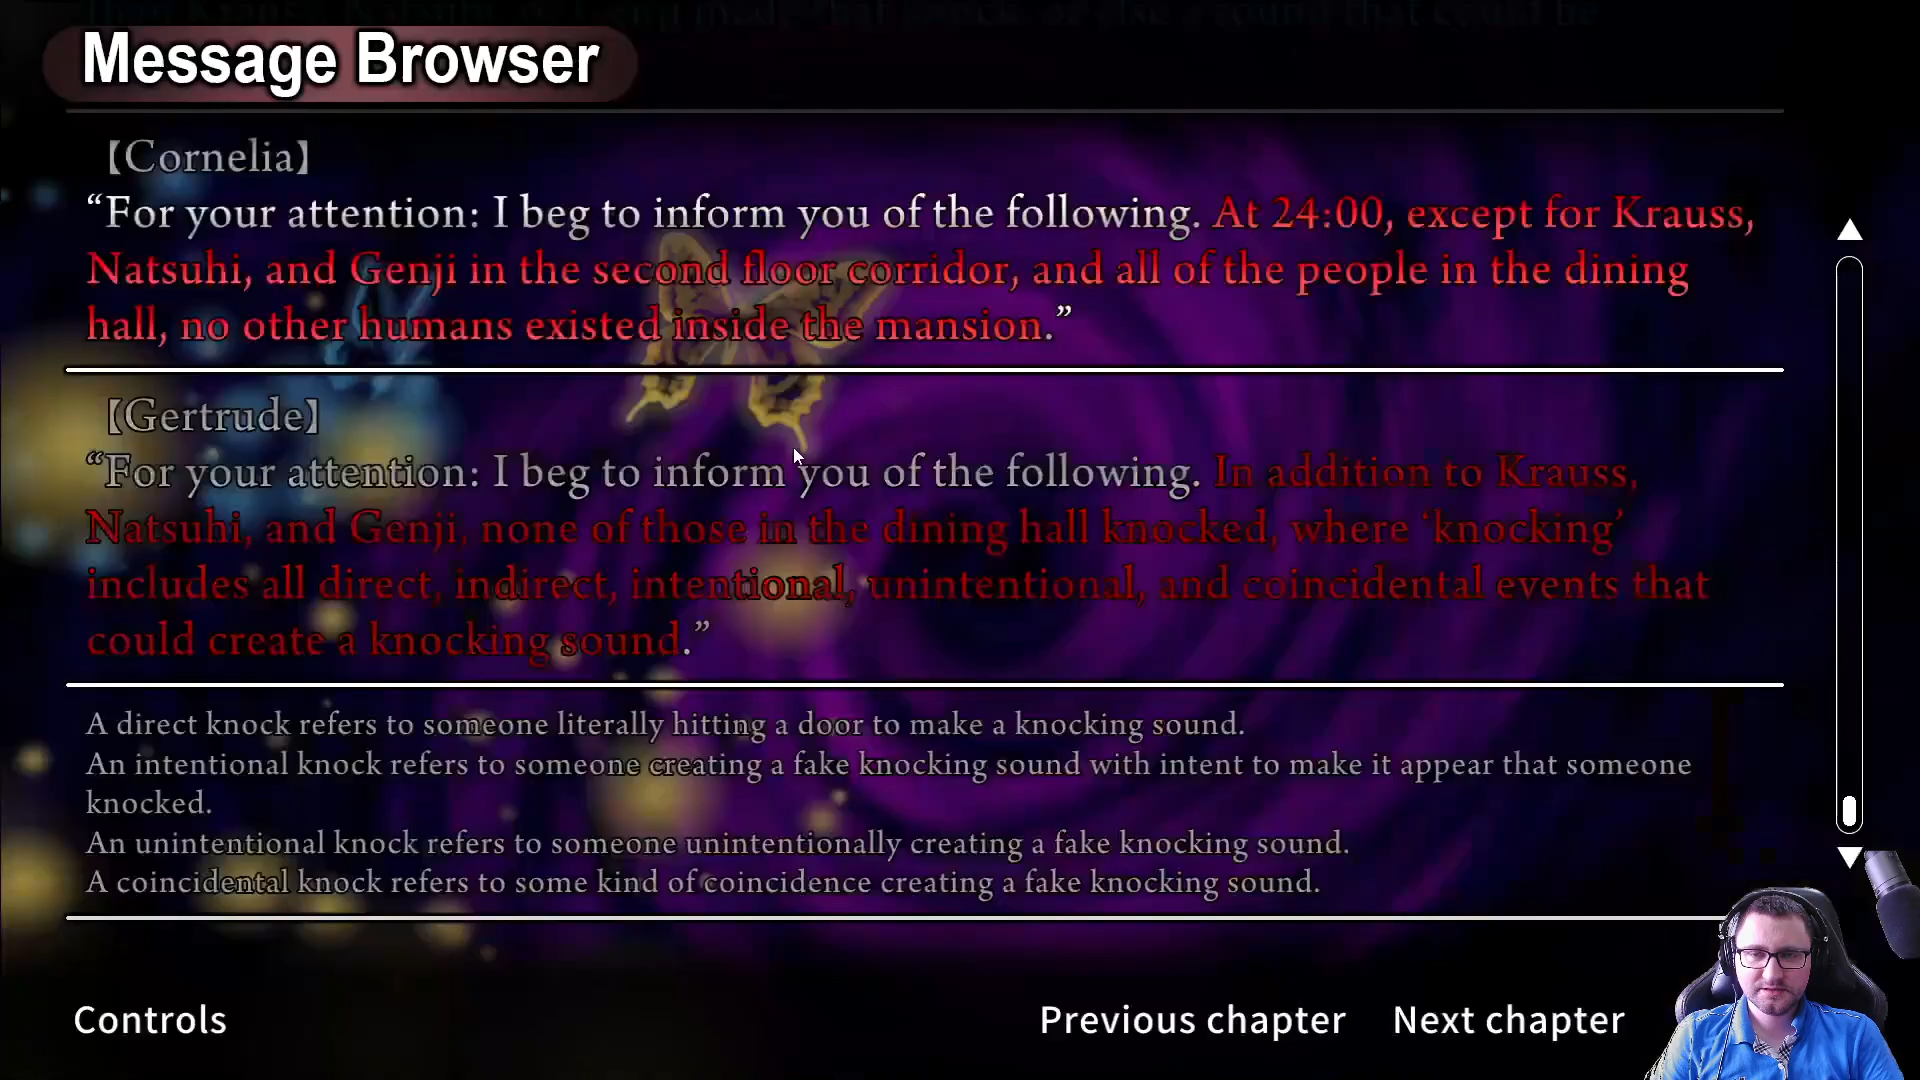 Message Browser
【Cornelia】
“For your attention: I beg to inform you of the following. At 24:00, except for Krauss,
Natsuhi, and Genji in the second floor corridor, and all of the people in the dining
hall, no other humans existed inside the mansion.”
【Gertrude】
“For your attention: I beg to inform you of the following. In addition to Krauss,
Natsuhi, and Genji, none of those in the dining hall knocked, where ‘knocking’
includes all direct, indirect, intentional, unintentional, and coincidental events that
could create a knocking sound.”
A direct knock refers to someone literally hitting a door to make a knocking sound.
An intentional knock refers to someone creating a fake knocking sound with intent to make it appear that someone
knocked.
An unintentional knock refers to someone unintentionally creating a fake knocking sound.
A coincidental knock refers to some kind of coincidence creating a fake knocking sound.
Controls
Previous chapter
Next chapter